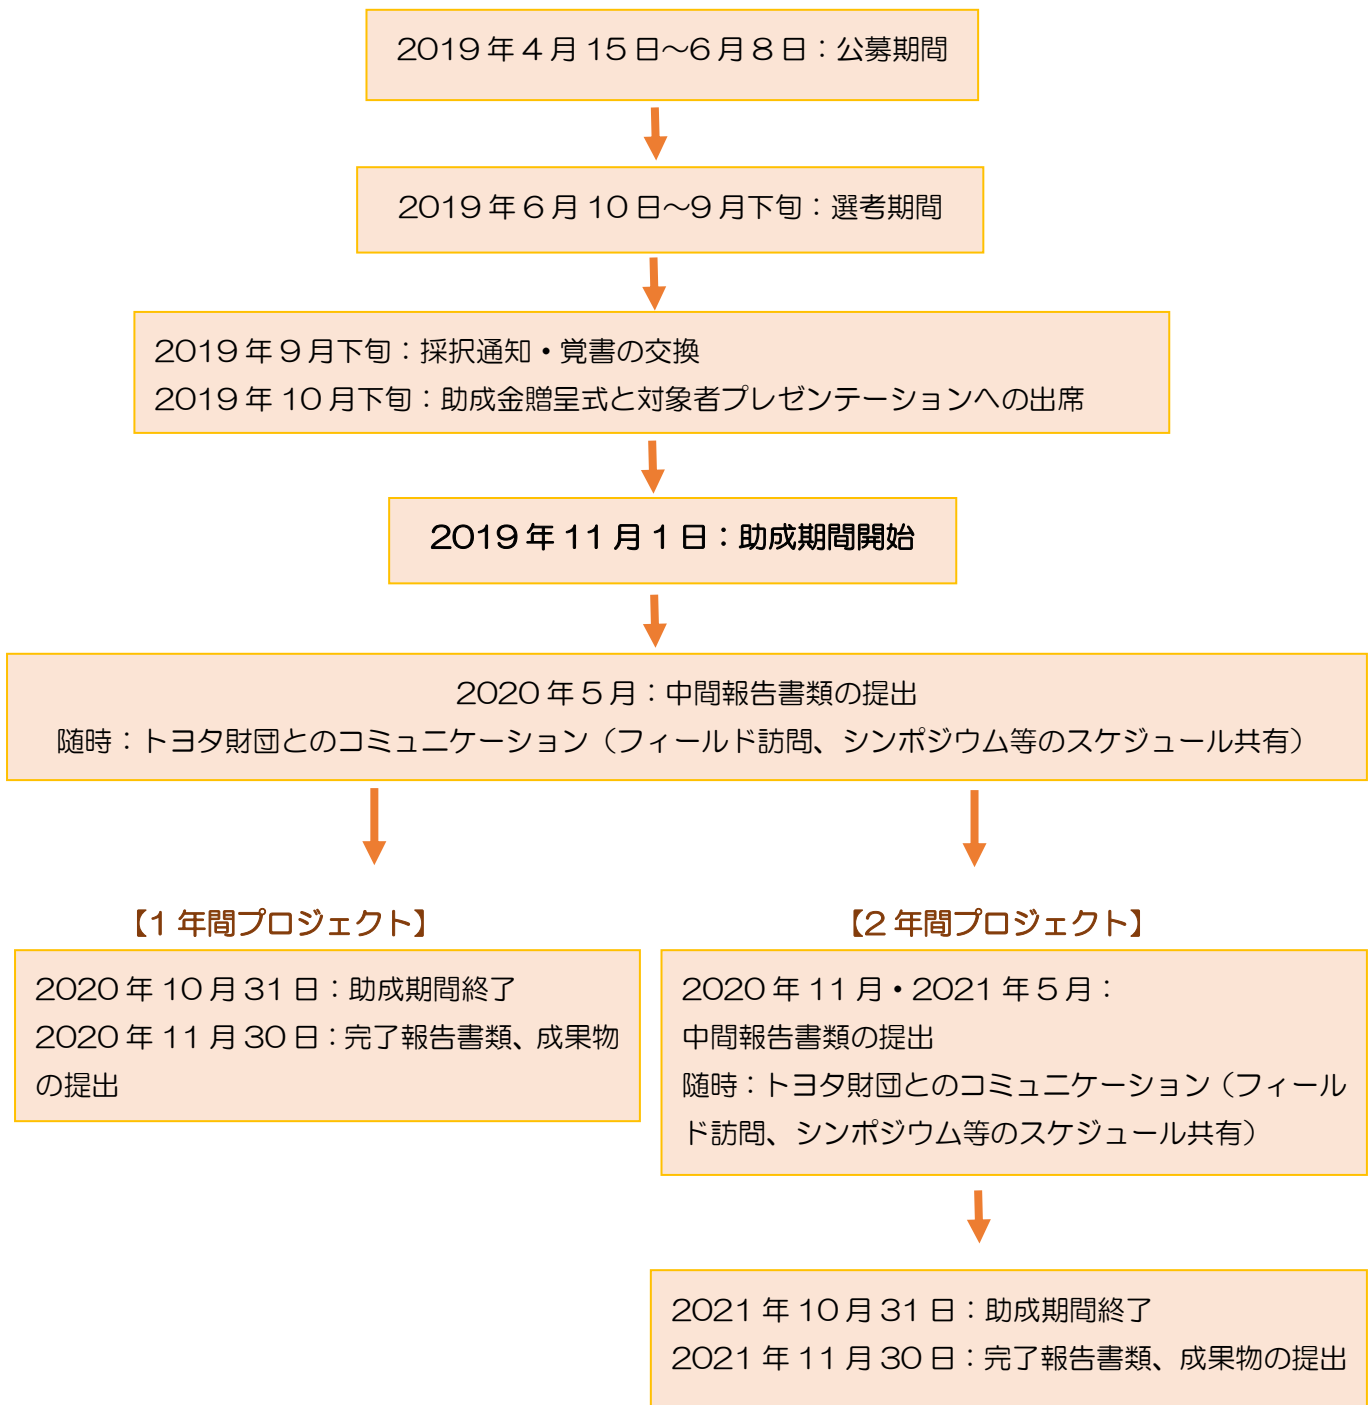 2019年4月15日~6月8日:公募期間
2019年6月10日~9月下旬:選考期間
2019年9月下旬:採択通知・覚書の交換
2019年10月下旬:助成金贈呈式と対象者プレゼンテーションへの出席
2019年11月1日:助成期間開始
2020年5月:中間報告書類の提出
随時:トヨタ財団とのコミュニケーション(フィールド訪問、シンポジウム等のスケジュール共有)
【1年間プロジェクト】
2020年10月31日:助成期間終了
2020年11月30日:完了報告書類、成果物
の提出
【2年間プロジェクト】
2020年11月・2021年5月:
中間報告書類の提出
随時:トヨタ財団とのコミュニケーション(フィール
ド訪問、シンポジウム等のスケジュール共有)
2021年10月31日:助成期間終了
2021年11月30日:完了報告書類、成果物の提出